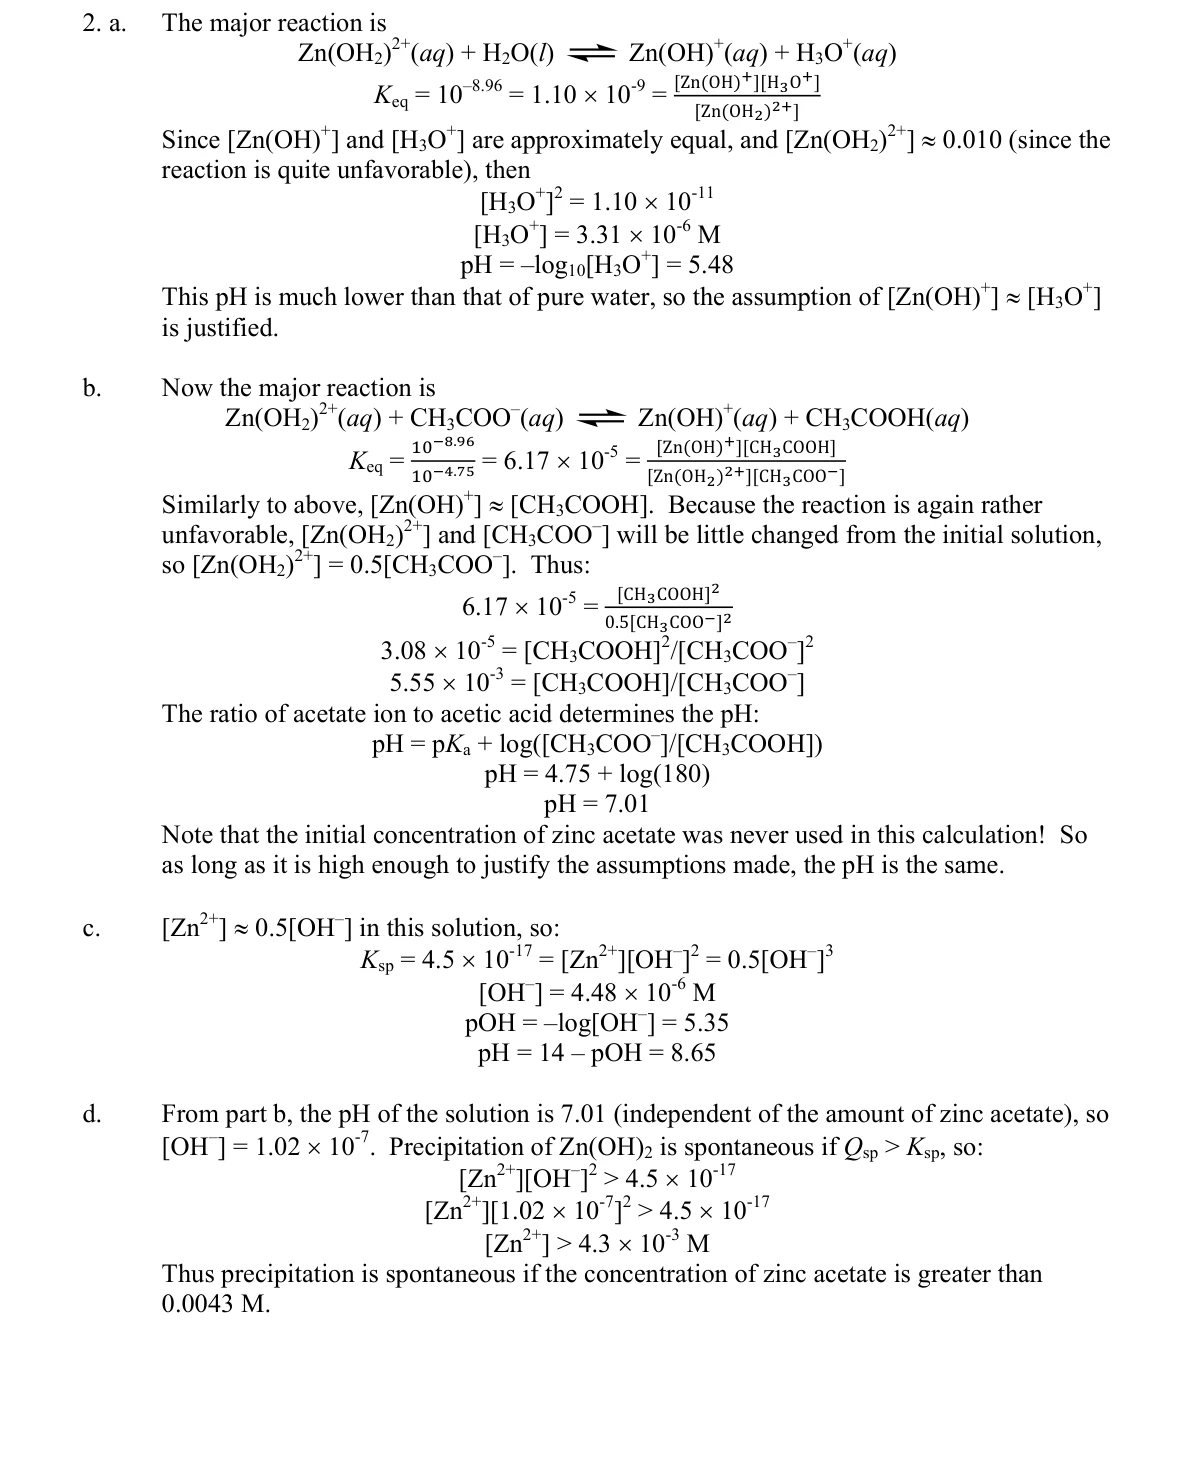 2. a. The major reaction is
Zn(OH₂)²⁺(aq) + H₂O(l) ⇌ Zn(OH)⁺(aq) + H₃O⁺(aq)
Keq = 10^–8.96 = 1.10 × 10^-9 = [Zn(OH)⁺][H₃O⁺] / [Zn(OH₂)²⁺]
Since [Zn(OH)⁺] and [H₃O⁺] are approximately equal, and [Zn(OH₂)²⁺] ≈ 0.010 (since the
reaction is quite unfavorable), then
[H₃O⁺]² = 1.10 × 10^-11
[H₃O⁺] = 3.31 × 10^-6 M
pH = –log₁₀[H₃O⁺] = 5.48
This pH is much lower than that of pure water, so the assumption of [Zn(OH)⁺] ≈ [H₃O⁺]
is justified.
b. Now the major reaction is
Zn(OH₂)²⁺(aq) + CH₃COO⁻(aq) ⇌ Zn(OH)⁺(aq) + CH₃COOH(aq)
Keq = 10^−8.96 / 10^−4.75 = 6.17 × 10^-5 = [Zn(OH)⁺][CH₃COOH] / [Zn(OH₂)²⁺][CH₃COO⁻]
Similarly to above, [Zn(OH)⁺] ≈ [CH₃COOH]. Because the reaction is again rather
unfavorable, [Zn(OH₂)²⁺] and [CH₃COO⁻] will be little changed from the initial solution,
so [Zn(OH₂)²⁺] = 0.5[CH₃COO⁻]. Thus:
6.17 × 10^-5 = [CH₃COOH]² / 0.5[CH₃COO⁻]²
3.08 × 10^-5 = [CH₃COOH]²/[CH₃COO⁻]²
5.55 × 10^-3 = [CH₃COOH]/[CH₃COO⁻]
The ratio of acetate ion to acetic acid determines the pH:
pH = pKₐ + log([CH₃COO⁻]/[CH₃COOH])
pH = 4.75 + log(180)
pH = 7.01
Note that the initial concentration of zinc acetate was never used in this calculation! So
as long as it is high enough to justify the assumptions made, the pH is the same.
c. [Zn²⁺] ≈ 0.5[OH⁻] in this solution, so:
Ksp = 4.5 × 10^-17 = [Zn²⁺][OH⁻]² = 0.5[OH⁻]³
[OH⁻] = 4.48 × 10^-6 M
pOH = –log[OH⁻] = 5.35
pH = 14 – pOH = 8.65
d. From part b, the pH of the solution is 7.01 (independent of the amount of zinc acetate), so
[OH⁻] = 1.02 × 10^-7. Precipitation of Zn(OH)₂ is spontaneous if Qsp > Ksp, so:
[Zn²⁺][OH⁻]² > 4.5 × 10^-17
[Zn²⁺][1.02 × 10^-7]² > 4.5 × 10^-17
[Zn²⁺] > 4.3 × 10^-3 M
Thus precipitation is spontaneous if the concentration of zinc acetate is greater than
0.0043 M.